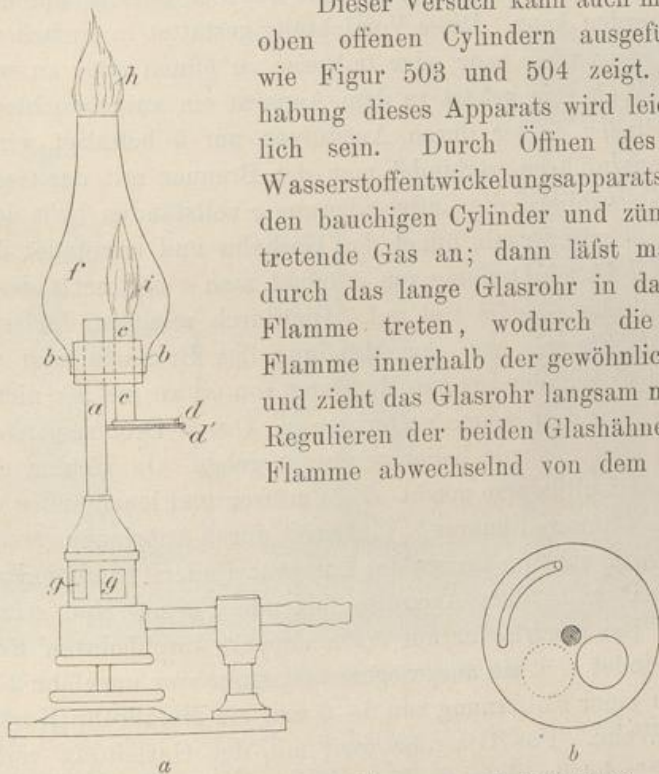 Dieser Versuch kann auch
oben offenen Cylindern ausgefü
wie Figur 503 und 504 zeigt.
habung dieses Apparats wird lei
lich sein. Durch Öffnen des
Wasserstoffentwickelungsapparats
den bauchigen Cylinder und zün
tretende Gas an; dann läfst m
durch das lange Glasrohr in da
Flamme treten, wodurch die
Flamme innerhalb der gewöhnlic
und zieht das Glasrohr langsam
Regulieren der beiden Glashähne
Flamme abwechselnd von dem
h
f
i
c
b b
a c d
d′
g g
a
b